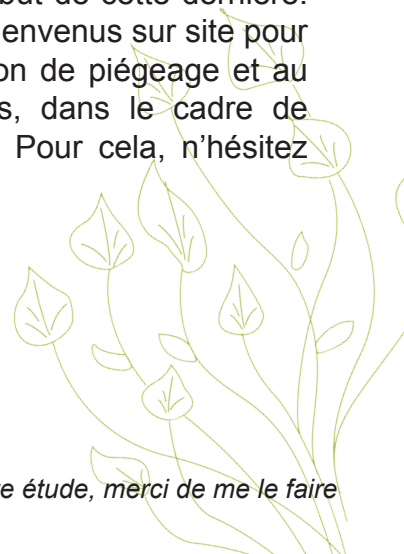 but de cette dernière.
envenus sur site pour
on de piégeage et au
s, dans le cadre de
Pour cela, n’hésitez
e étude, merci de me le faire